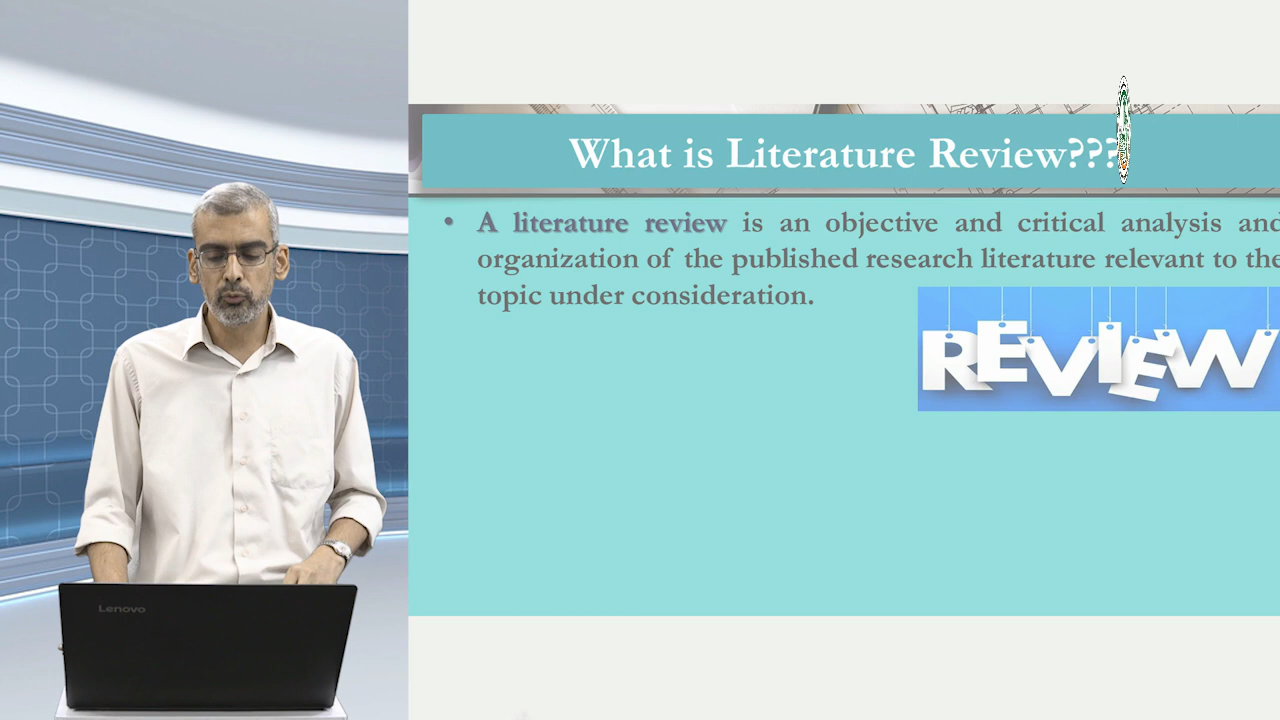 What is Literature Review???
• A literature review is an objective and critical analysis and
organization of the published research literature relevant to the
topic under consideration.
REVIEW
Lenovo